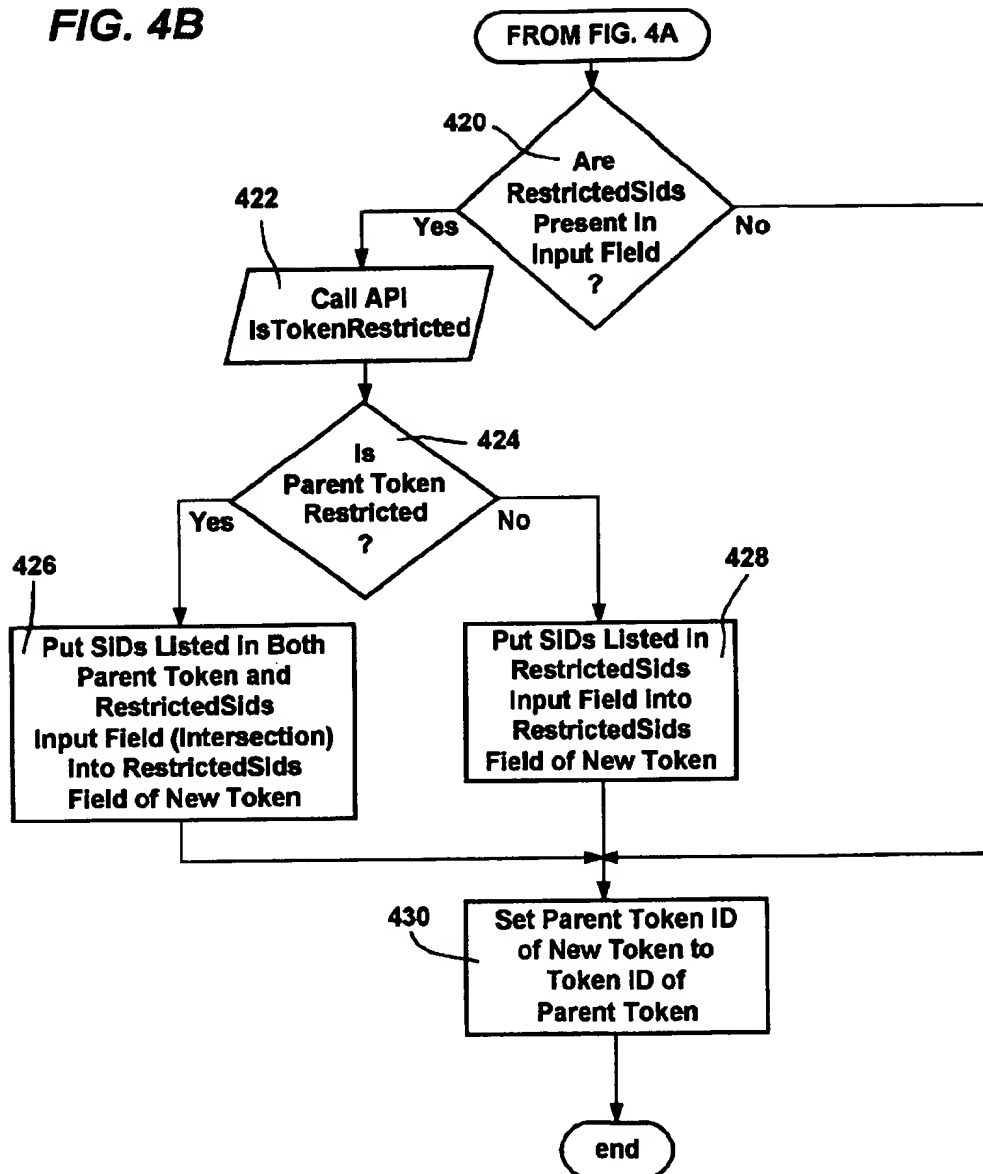 FIG. 4B
FROM FIG. 4A
420
Are
RestrictedSids
Present in
Input Field
?
Yes
No
422
Call API
IsTokenRestricted
424
Is
Parent Token
Restricted
?
Yes
No
426
Put SIDs Listed in Both
Parent Token and
RestrictedSids
Input Field (Intersection)
into RestrictedSids
Field of New Token
428
Put SIDs Listed in
RestrictedSids
Input Field into
RestrictedSids
Field of New Token
430
Set Parent Token ID
of New Token to
Token ID of
Parent Token
end